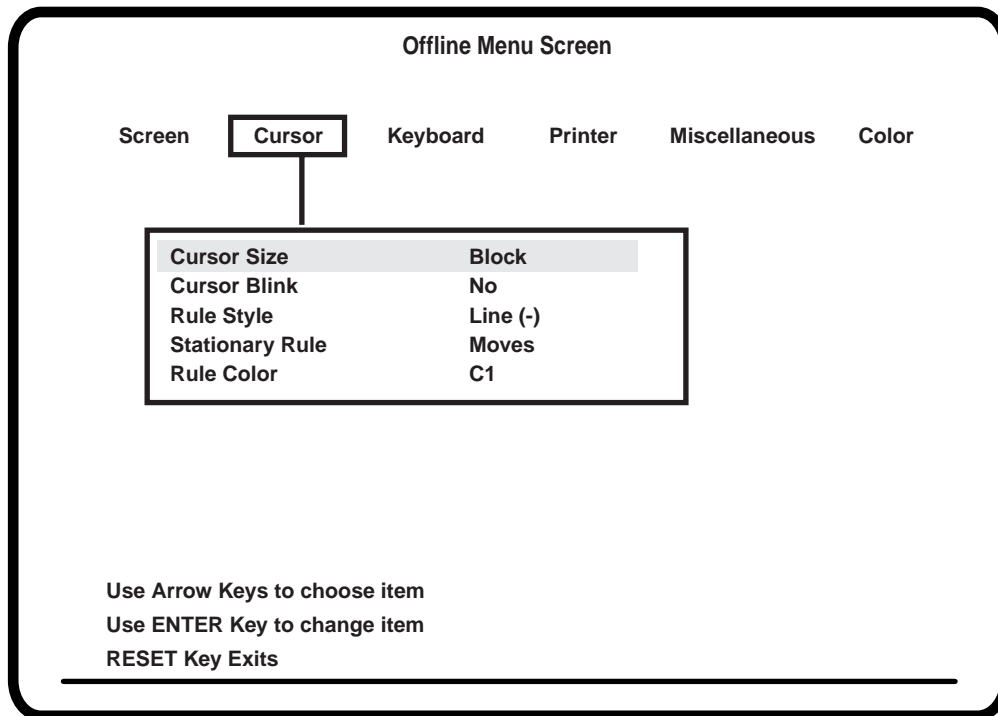 Offline Menu Screen
Screen Cursor Keyboard Printer Miscellaneous Color
Cursor Size Block
Cursor Blink No
Rule Style Line (-)
Stationary Rule Moves
Rule Color C1
Use Arrow Keys to choose item
Use ENTER Key to change item
RESET Key Exits